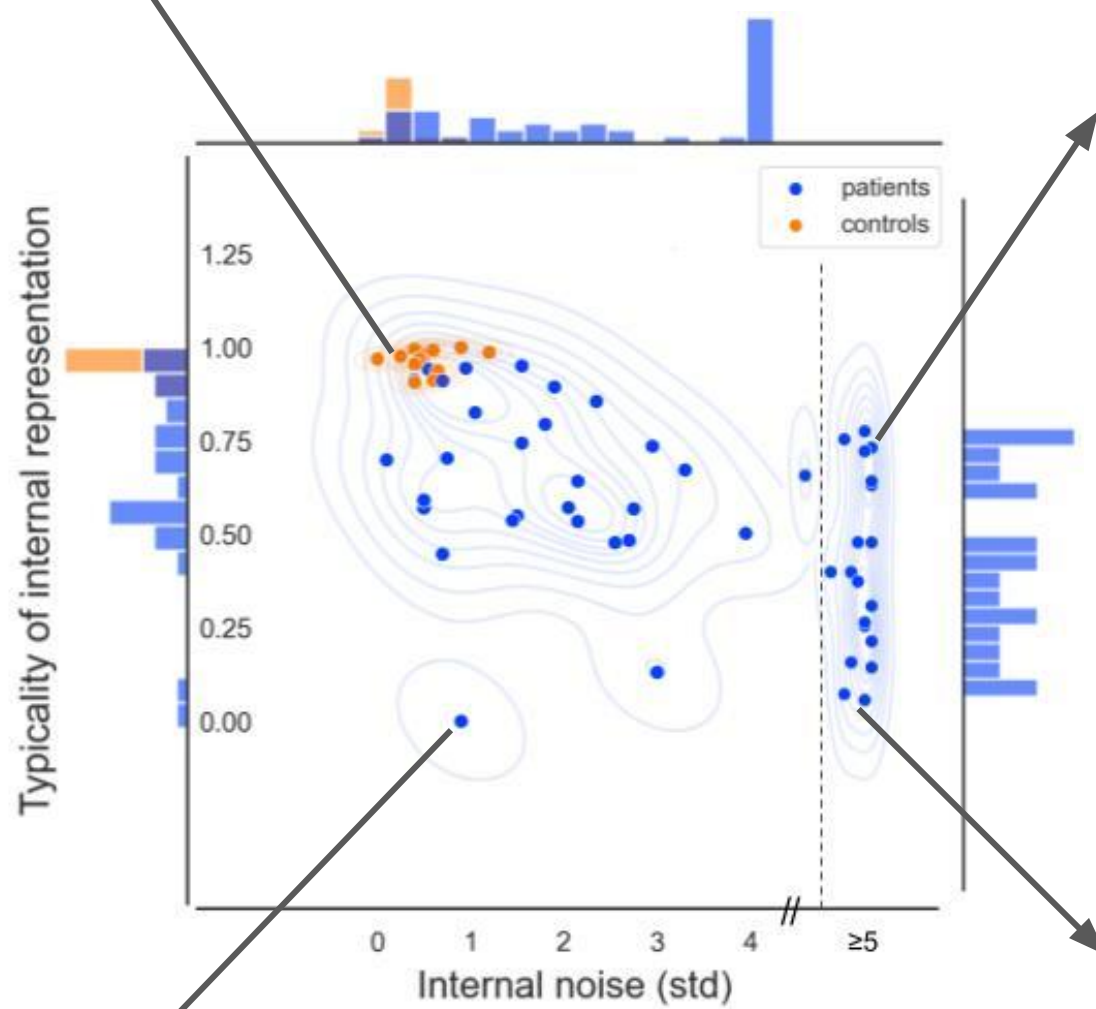 patients
controls
Typicality of internal representation
1.25
1.00
0.75
0.50
0.25
0.00
0 1 2 3 4 ≥5
Internal noise (std)